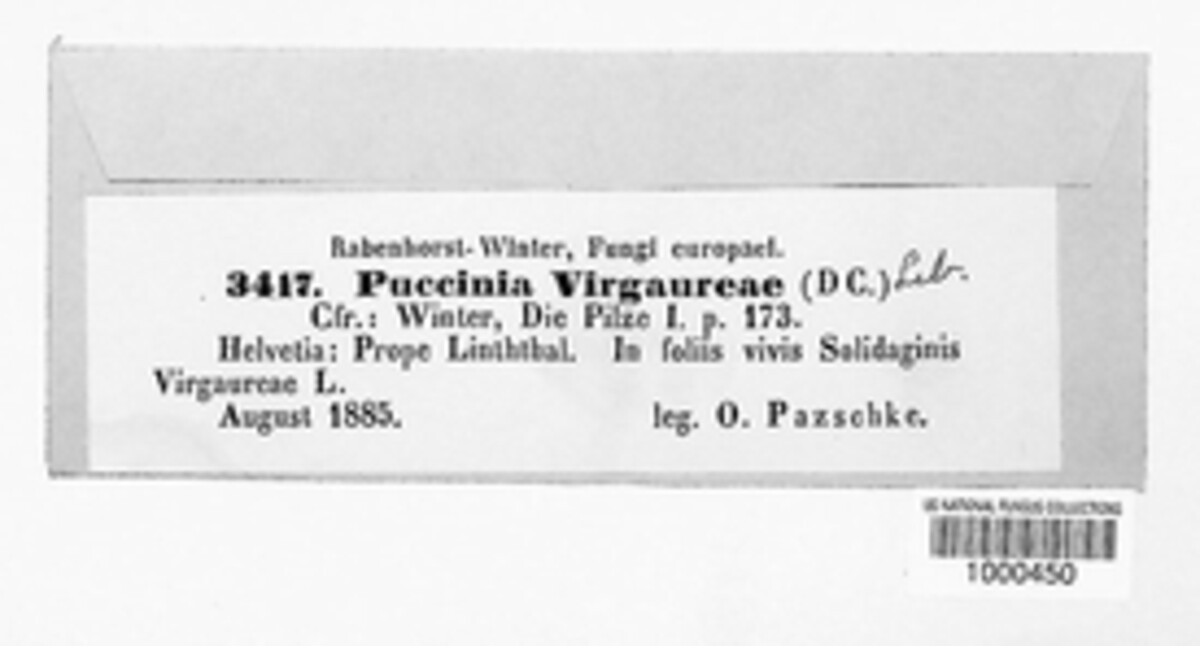 Rabenhorst-Winter, Fungi europaei.
3417. Puccinia Virgaureae (DC.) Lib.
Cfr.: Winter, Die Pilze I. p. 173.
Helvetia: Prope Linththal. In foliis vivis Solidaginis
Virgaureae L.
August 1885. leg. O. Pazschke.
US NATIONAL FUNGUS COLLECTIONS
1000450